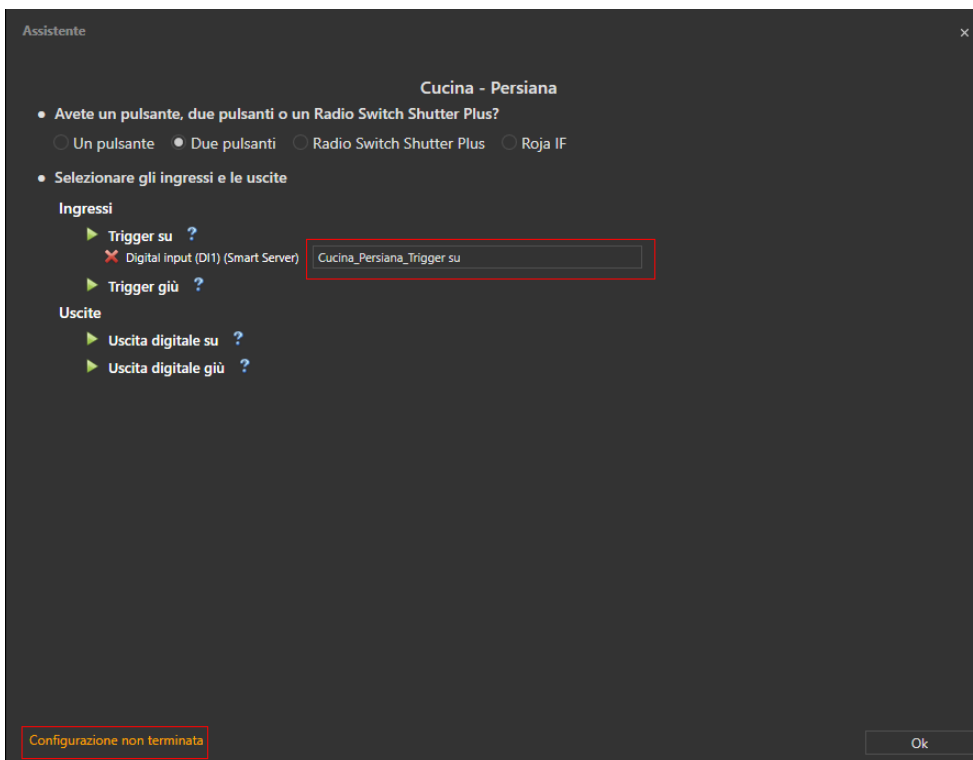 Assistente
×
Cucina - Persiana
● Avete un pulsante, due pulsanti o un Radio Switch Shutter Plus?
Un pulsante Due pulsanti Radio Switch Shutter Plus Roja IF
● Selezionare gli ingressi e le uscite
Ingressi
Trigger su ?
Digital input (DI1) (Smart Server) Cucina_Persiana_Trigger su
Trigger giù ?
Uscite
Uscita digitale su ?
Uscita digitale giù ?
Configurazione non terminata
Ok